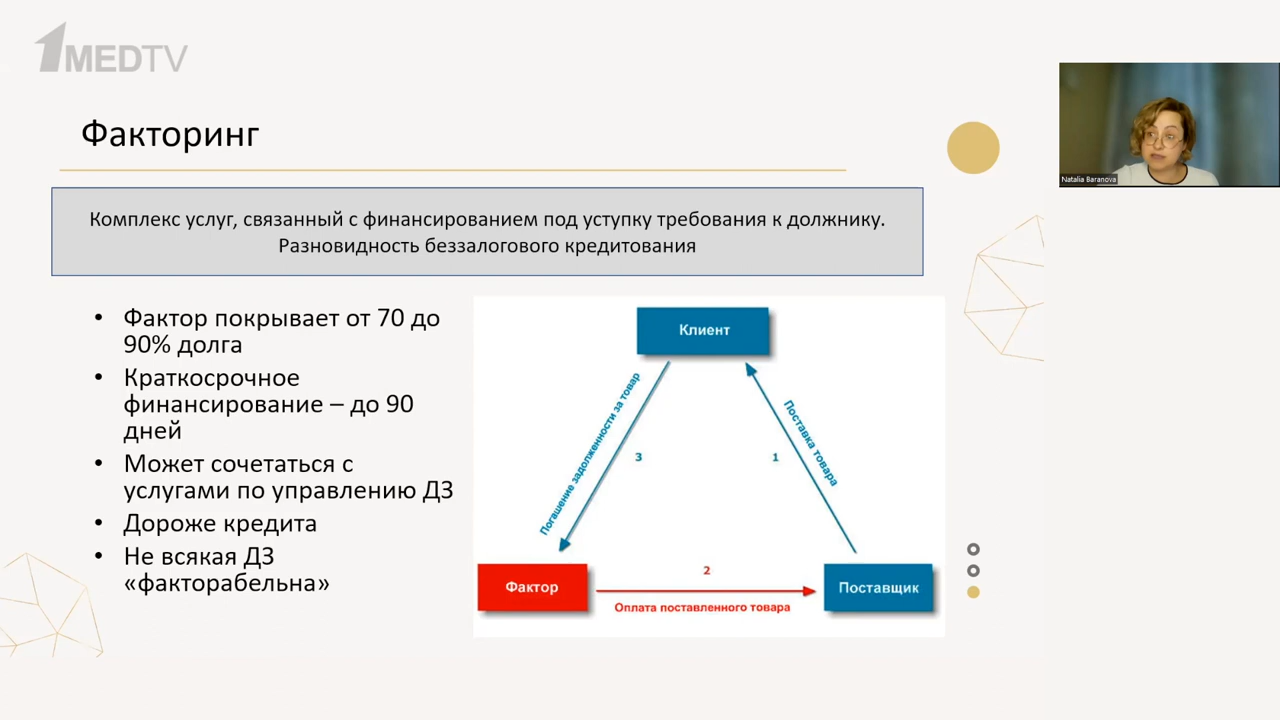 1MEDTV
Факторинг
Natalia Baranova
Комплекс услуг, связанный с финансированием под уступку требования к должнику.
Разновидность беззалогового кредитования
• Фактор покрывает от 70 до
90% долга
• Краткосрочное
финансирование – до 90
дней
• Может сочетаться с
услугами по управлению ДЗ
• Дороже кредита
• Не всякая ДЗ
«факторабельна»
Клиент
Погашение задолженности за товар
3
1
Поставка товара
Фактор
2
Оплата поставленного товара
Поставщик